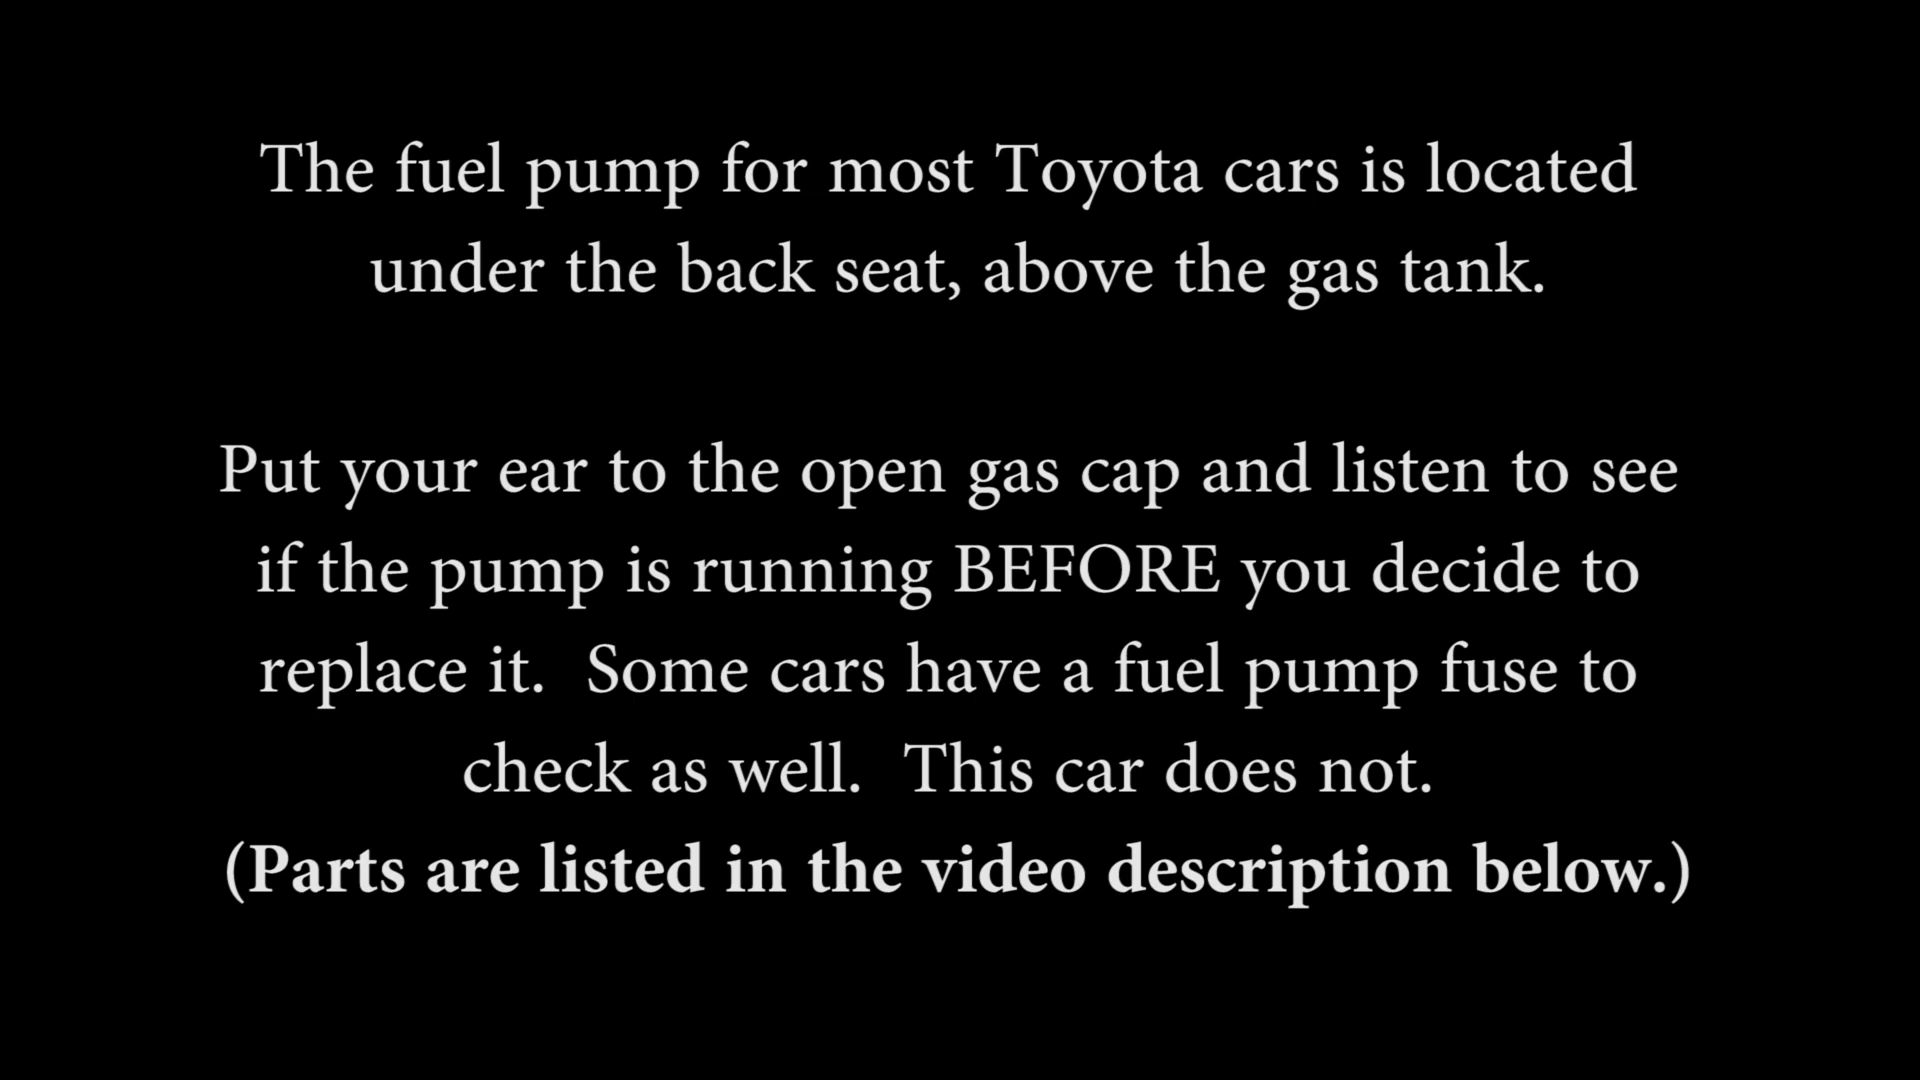 The fuel pump for most Toyota cars is located
under the back seat, above the gas tank.
Put your ear to the open gas cap and listen to see
if the pump is running BEFORE you decide to
replace it.  Some cars have a fuel pump fuse to
check as well.  This car does not.
(Parts are listed in the video description below.)